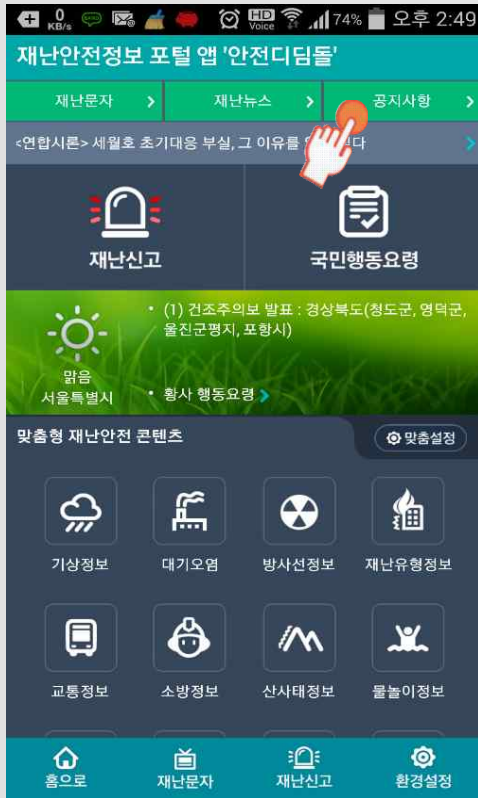 0 KB/s HD Voice 74% 오후 2:49
재난안전정보 포털 앱 '안전디딤돌'
재난문자 > 재난뉴스 > 공지사항 >
<연합시론> 세월호 초기대응 부실, 그 이유를
재난신고 국민행동요령
• (1) 건조주의보 발표 : 경상북도(청도군, 영덕군,
울진군평지, 포항시)
맑음
서울특별시
• 황사 행동요령 >
맞춤형 재난안전 콘텐츠 맞춤설정
기상정보 대기오염 방사선정보 재난유형정보
교통정보 소방정보 산사태정보 물놀이정보
홈으로 재난문자 재난신고 환경설정